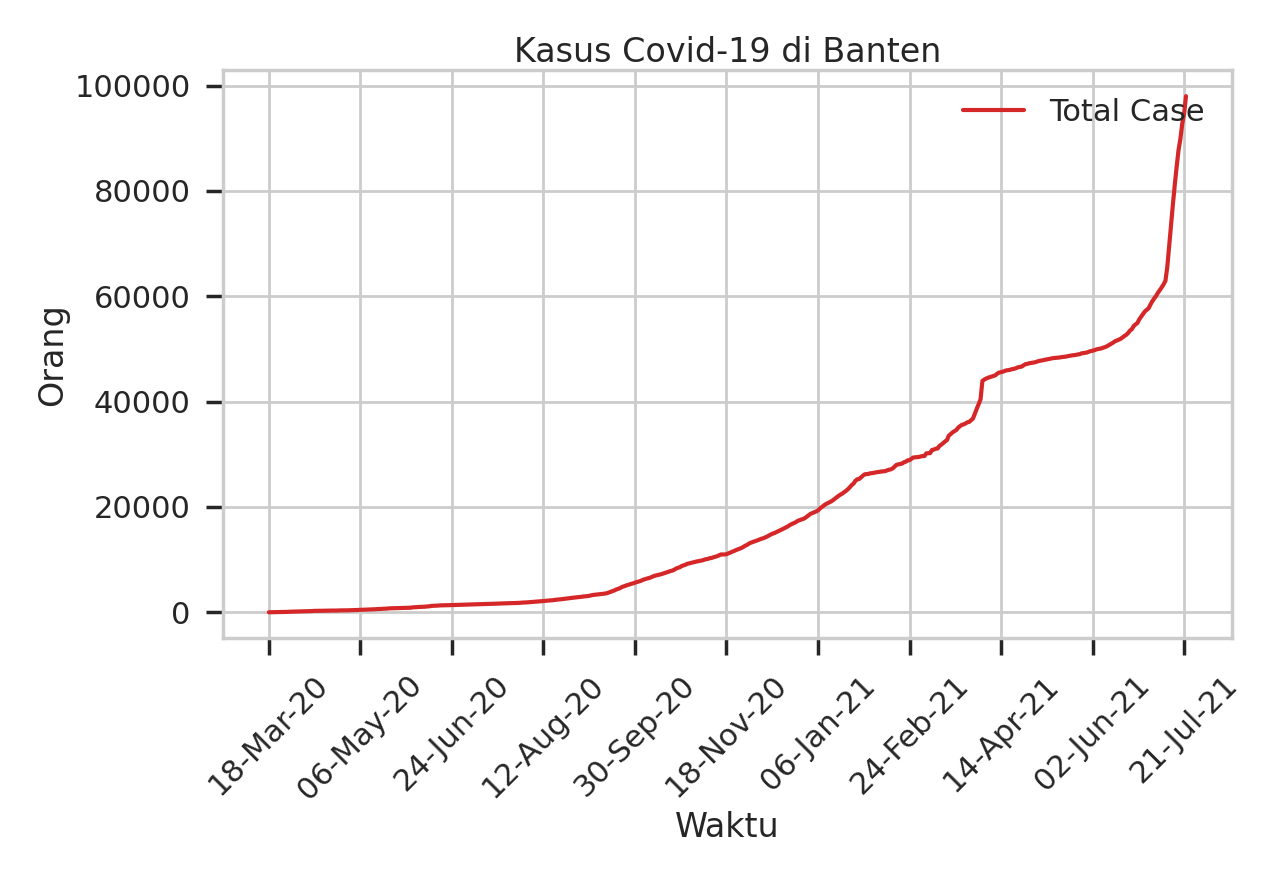 Kasus Covid-19 di Banten
Total Case
100000
80000
60000
40000
20000
0
Orang
18-Mar-20
06-May-20
24-Jun-20
12-Aug-20
30-Sep-20
18-Nov-20
06-Jan-21
24-Feb-21
14-Apr-21
02-Jun-21
21-Jul-21
Waktu